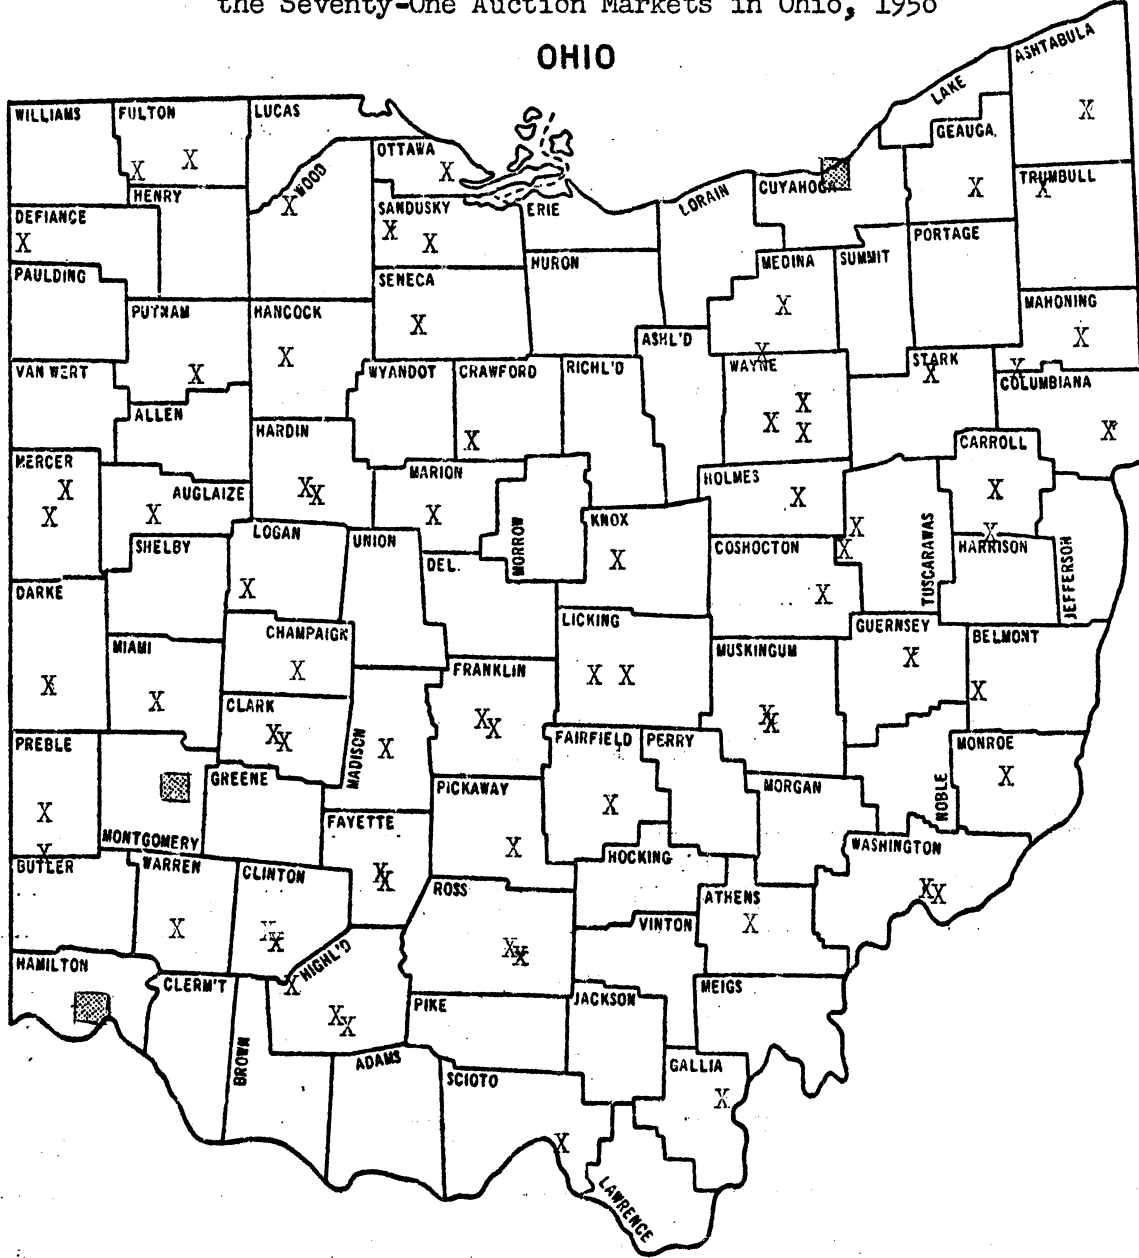 the Seventy-One Auction Markets in Ohio, 1950
OHIO
ASHTABULA
LAKE
WILLIAMS FULTON LUCAS
GEAUGA
OTTAWA
WOOD
TRUMBULL
CUYAHOGA
HENRY
LORAIN
DEFIANCE SANDUSKY ERIE
PORTAGE
PAULDING HURON MEDINA SUMMIT
SENECA
MAHONING
PUTNAM HANCOCK
ASHL'D
STARK
VAN WERT WYANDOT CRAWFORD RICHL'D WAYNE
COLUMBIANA
ALLEN
HARDIN
CARROLL
MERCER MARION
HOLMES
AUGLAIZE
KNOX
LOGAN UNION
MORROW
TUSCARAWAS
SHELBY COSHOCTON HARRISON
JEFFERSON
DEL.
DARKE
LICKING
GUERNSEY
CHAMPAIGN BELMONT
MIAMI MUSKINGUM
FRANKLIN
CLARK
PREBLE FAIRFIELD PERRY MONROE
MADISON
GREENE
PICKAWAY MORGAN
NOBLE
FAYETTE
MONTGOMERY WASHINGTON
BUTLER WARREN HOCKING
CLINTON
ROSS ATHENS
VINTON
HIGHL'D
HAMILTON
CLERM'T MEIGS
PIKE JACKSON
BROWN
ADAMS GALLIA
SCIOTO
LAWRENCE